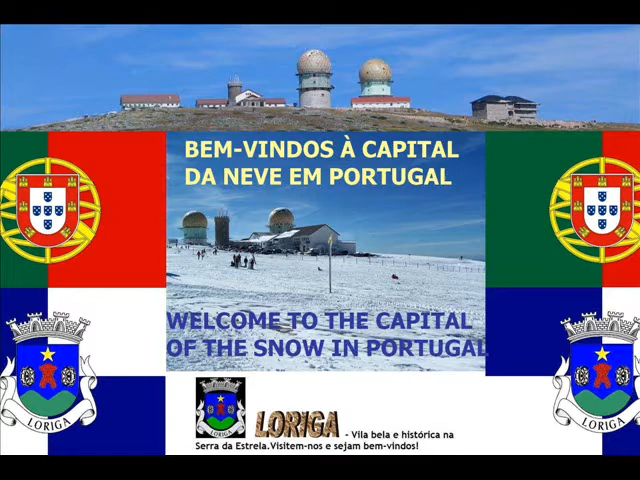 BEM-VINDOS À CAPITAL
DA NEVE EM PORTUGAL
WELCOME TO THE CAPITAL
OF THE SNOW IN PORTUGAL
LORIGA
LORIGA
LORIGA - Vila bela e histórica na
Serra da Estrela.Visitem-nos e sejam bem-vindos!